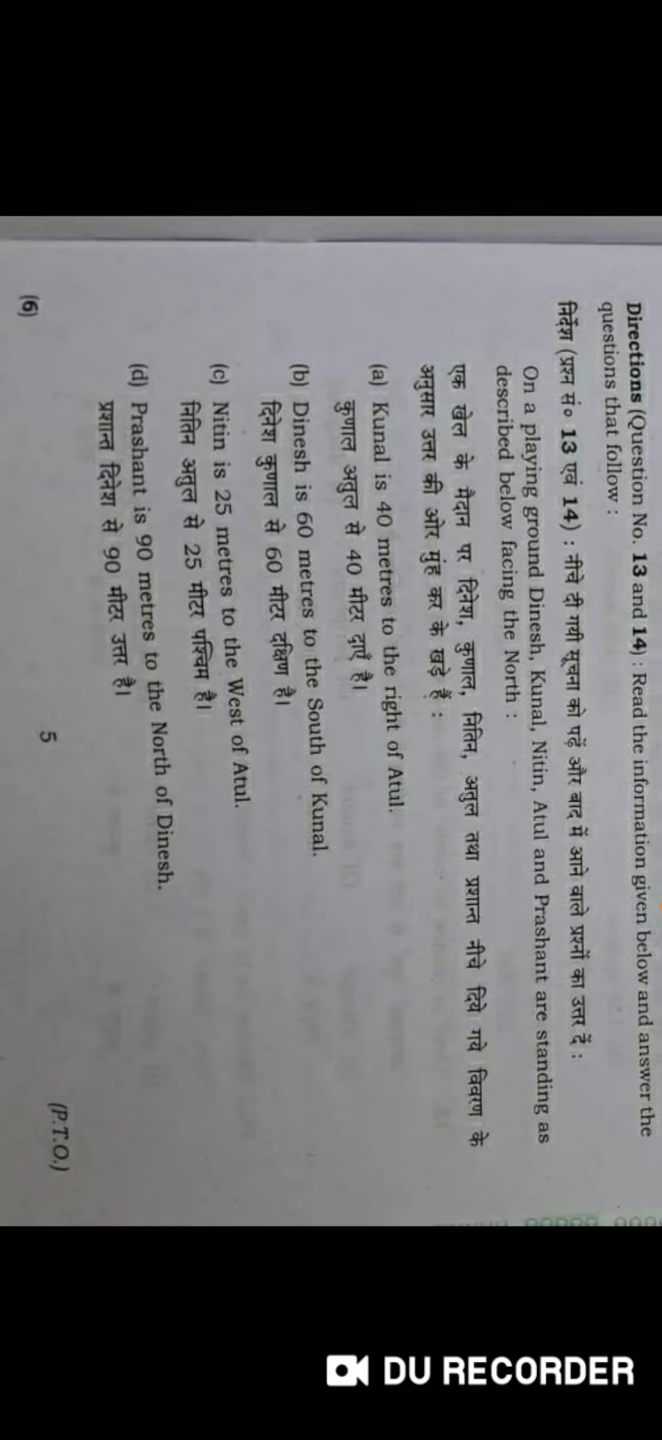 Directions (Question No. 13 and 14) : Read the information given below and answer the
questions that follow :
निर्देश (प्रश्न सं० 13 एवं 14) : नीचे दी गयी सूचना को पढ़ें और बाद में आने वाले प्रश्नों का उत्तर दें :
On a playing ground Dinesh, Kunal, Nitin, Atul and Prashant are standing as
described below facing the North :
एक खेल के मैदान पर दिनेश, कुणाल, नितिन, अतुल तथा प्रशान्त नीचे दिये गये विवरण के
अनुसार उत्तर की ओर मुंह कर के खड़े हैं :
(a) Kunal is 40 metres to the right of Atul.
कुणाल अतुल से 40 मीटर दाएँ है।
(b) Dinesh is 60 metres to the South of Kunal.
दिनेश कुणाल से 60 मीटर दक्षिण है।
(c) Nitin is 25 metres to the West of Atul.
नितिन अतुल से 25 मीटर पश्चिम है।
(d) Prashant is 90 metres to the North of Dinesh.
प्रशान्त दिनेश से 90 मीटर उत्तर है।
(6) 5 (P.T.O.)
DU RECORDER